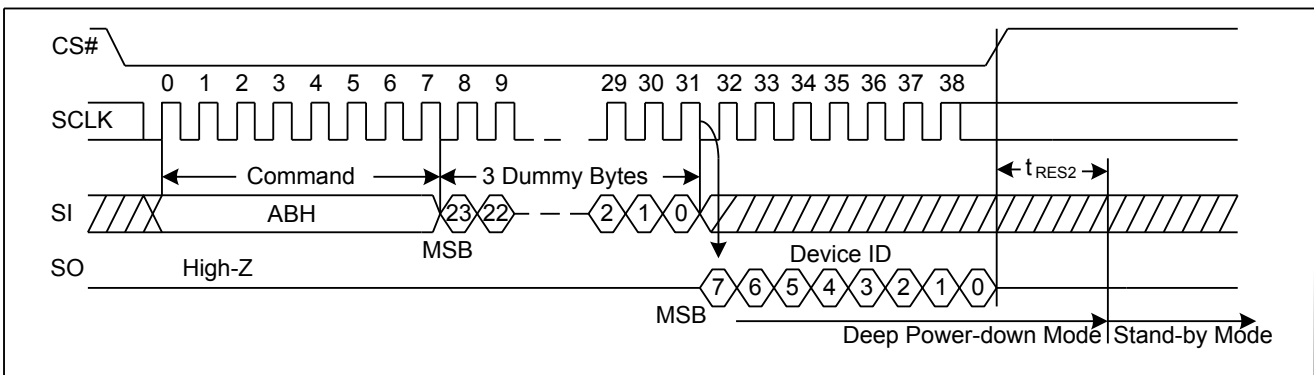 CS#
0 1 2 3 4 5 6 7 8 9 29 30 31 32 33 34 35 36 37 38
SCLK
Command 3 Dummy Bytes tRES2
SI ABH 23 22 2 1 0
MSB Device ID
SO High-Z
7 6 5 4 3 2 1 0
MSB
Deep Power-down Mode Stand-by Mode